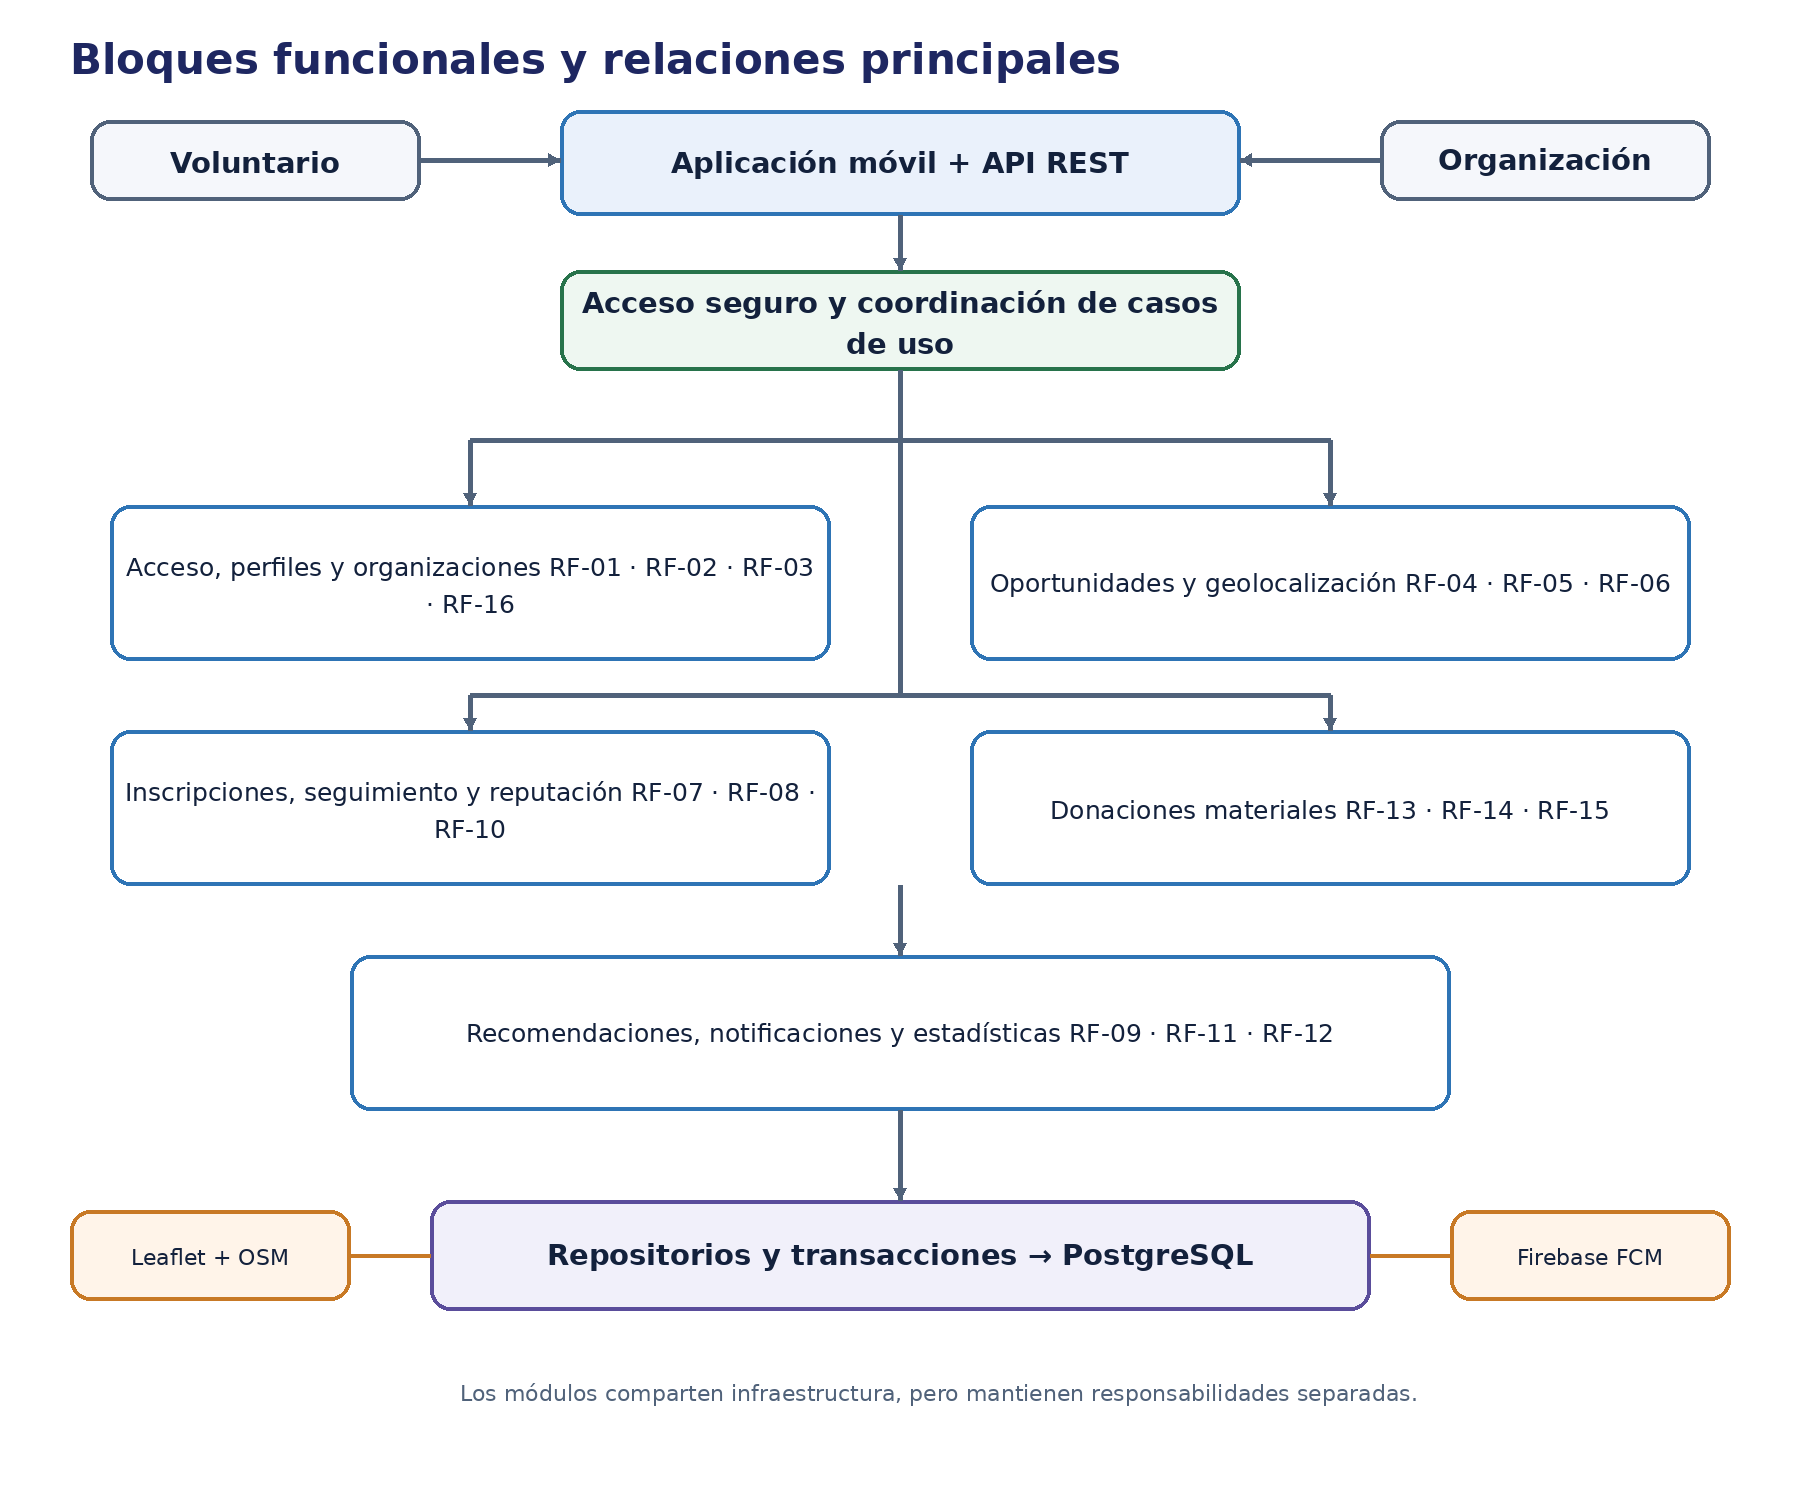 Bloques funcionales y relaciones principales
Voluntario
Aplicación móvil + API REST
Organización
Acceso seguro y coordinación de casos
de uso
Acceso, perfiles y organizaciones RF-01 · RF-02 · RF-03
· RF-16
Oportunidades y geolocalización RF-04 · RF-05 · RF-06
Inscripciones, seguimiento y reputación RF-07 · RF-08 ·
RF-10
Donaciones materiales RF-13 · RF-14 · RF-15
Recomendaciones, notificaciones y estadísticas RF-09 · RF-11 · RF-12
Leaflet + OSM
Repositorios y transacciones → PostgreSQL
Firebase FCM
Los módulos comparten infraestructura, pero mantienen responsabilidades separadas.